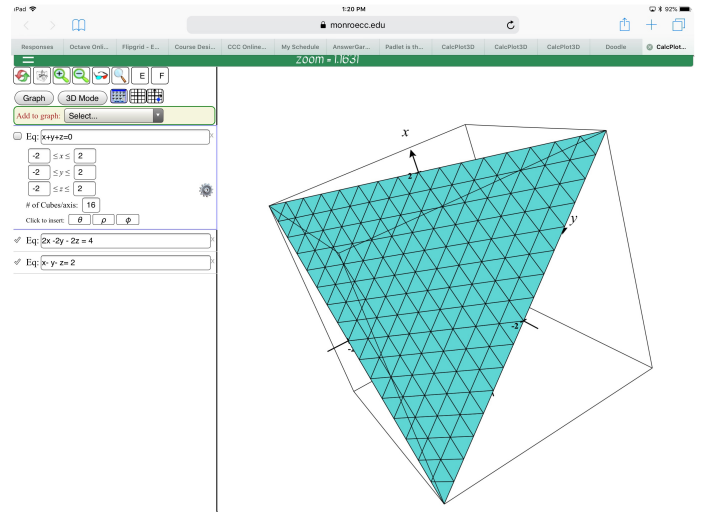 iPad 1:20 PM 92%
monroecc.edu
Responses Octave Onli... Flipgrid – E... Course Desi... CCC Online... My Schedule AnswerGar... Padlet is th... CalcPlot3D CalcPlot3D CalcPlot3D Doodle CalcPlot...
zoom = 1.1631
E F
Graph 3D Mode
Add to graph: Select...
Eq: x+y+z=0 x
-2 ≤ x ≤ 2
-2 ≤ y ≤ 2
-2 ≤ z ≤ 2
# of Cubes/axis: 16
Click to insert: θ ρ ϕ
Eq: 2x -2y - 2z = 4 x
Eq: x- y- z= 2 x
x
2
y
-2